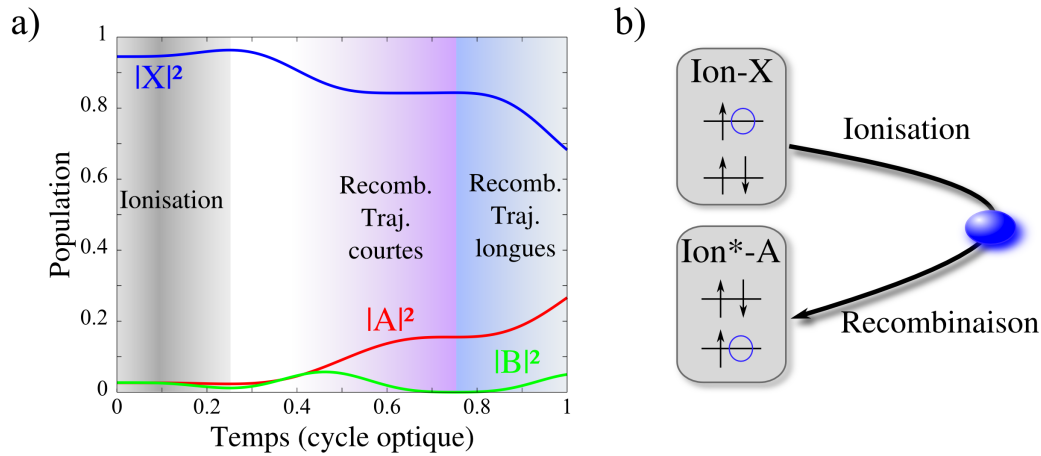 a)
Population
1
0.8
0.6
0.4
0.2
0
|X|²
Ionisation
Recomb.
Traj.
courtes
Recomb.
Traj.
longues
|A|²
|B|²
0 0.2 0.4 0.6 0.8 1
Temps (cycle optique)
b)
Ion-X
Ionisation
Ion*-A
Recombinaison